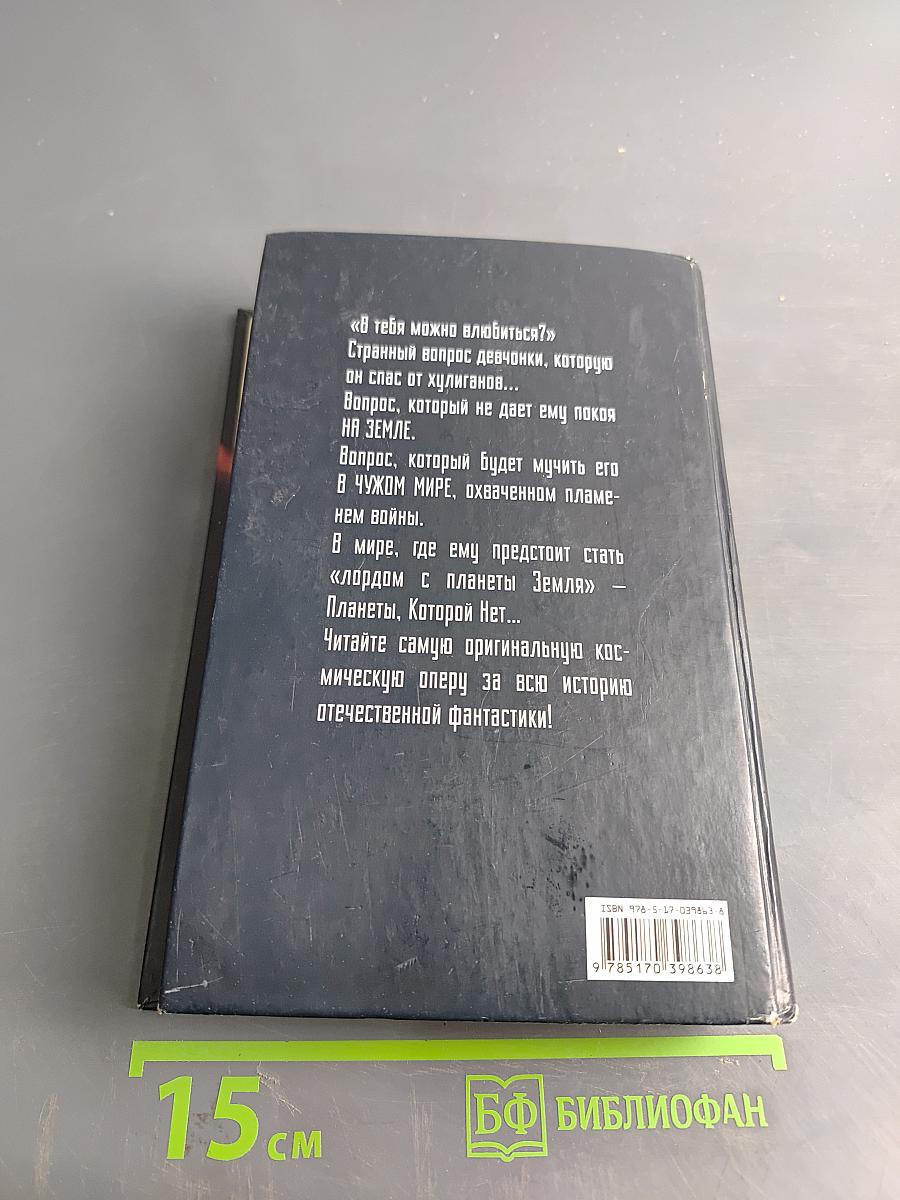 «В тебя можно влюбиться?»
Странный вопрос девчонки, которую
он спас от хулиганов...
Вопрос, который не дает ему покоя
НА ЗЕМЛЕ.
Вопрос, который будет мучить его
В ЧУЖОМ МИРЕ, охваченном пламе-
нем войны.
В мире, где ему предстоит стать
«лордом с планеты Земля» –
Планеты, Которой Нет...
Читайте самую оригинальную кос-
мическую оперу за всю историю
отечественной фантастики!
ISBN 978-5-17-039863-8
9 785170 398638
15 см
БФ БИБЛИОФАН